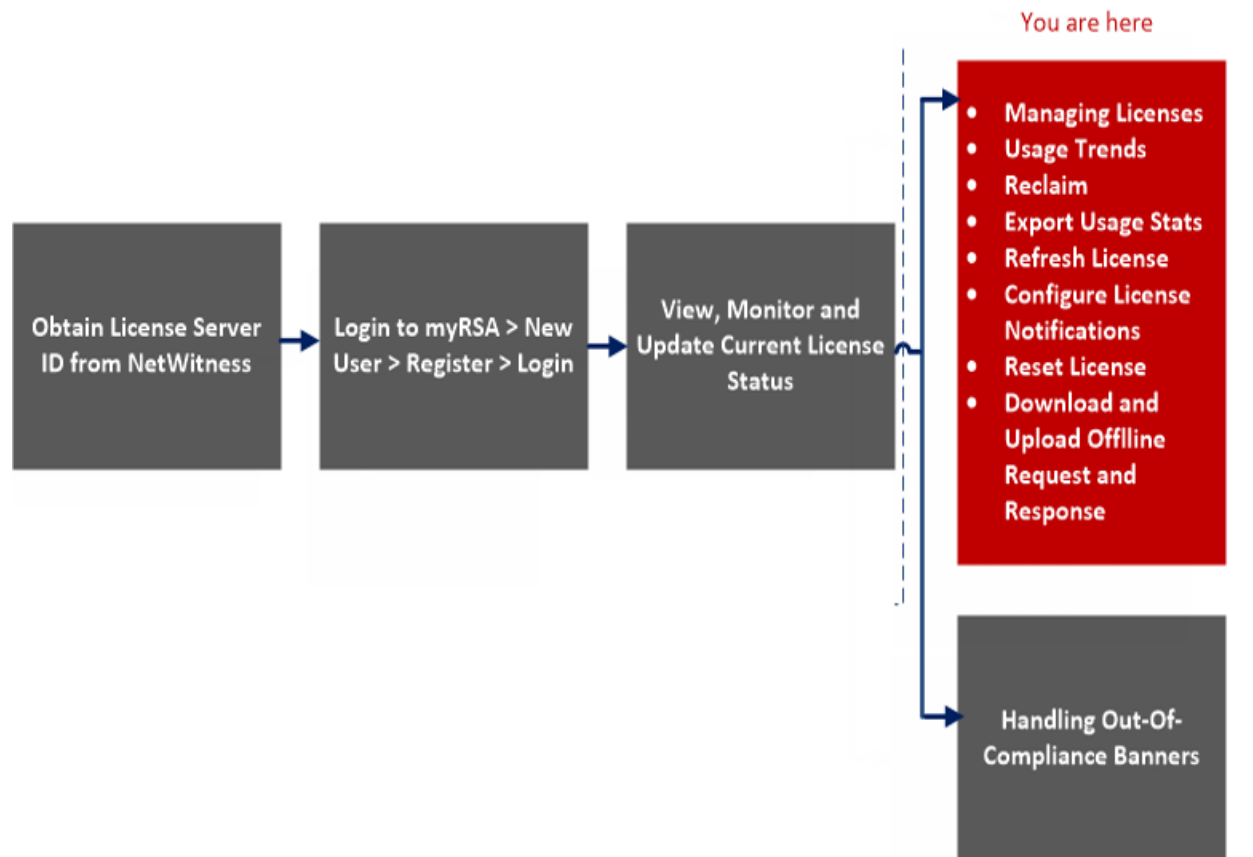 You are here
• Managing Licenses
• Usage Trends
• Reclaim
• Export Usage Stats
• Refresh License
• Configure License
Notifications
• Reset License
• Download and
Upload Offlline
Request and
Response
Obtain License Server
ID from NetWitness
Login to myRSA > New
User > Register > Login
View, Monitor and
Update Current License
Status
Handling Out-Of-
Compliance Banners